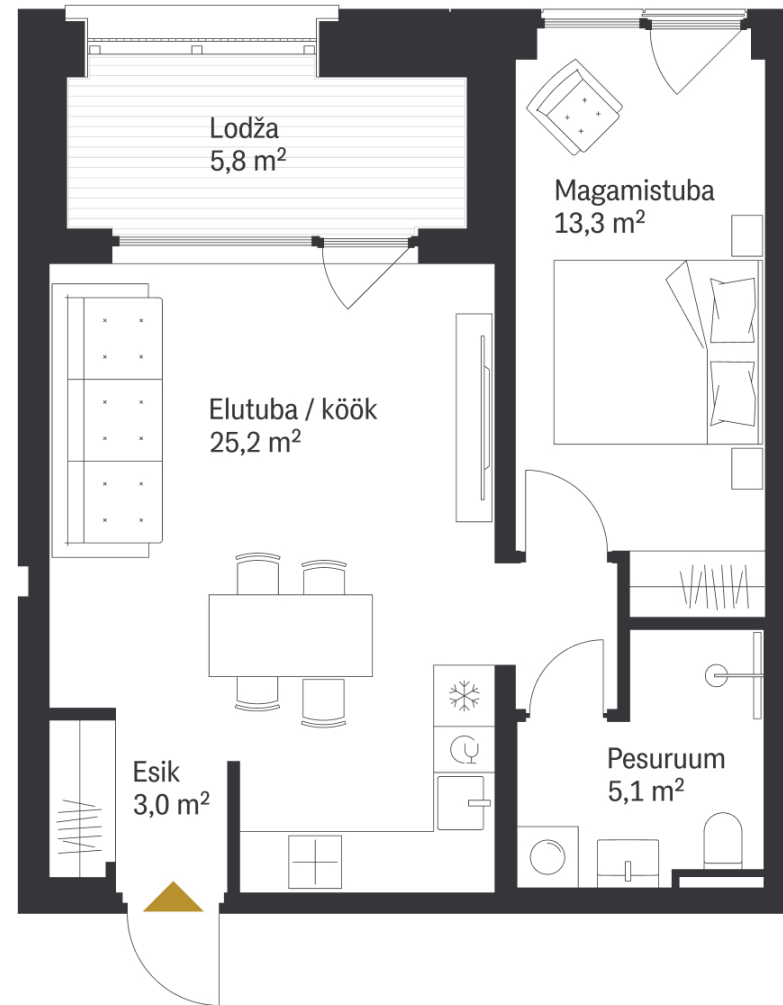 Lodža
5,8 m²
Magamistuba
13,3 m²
Elutuba / köök
25,2 m²
Esik
3,0 m²
Pesuruum
5,1 m²